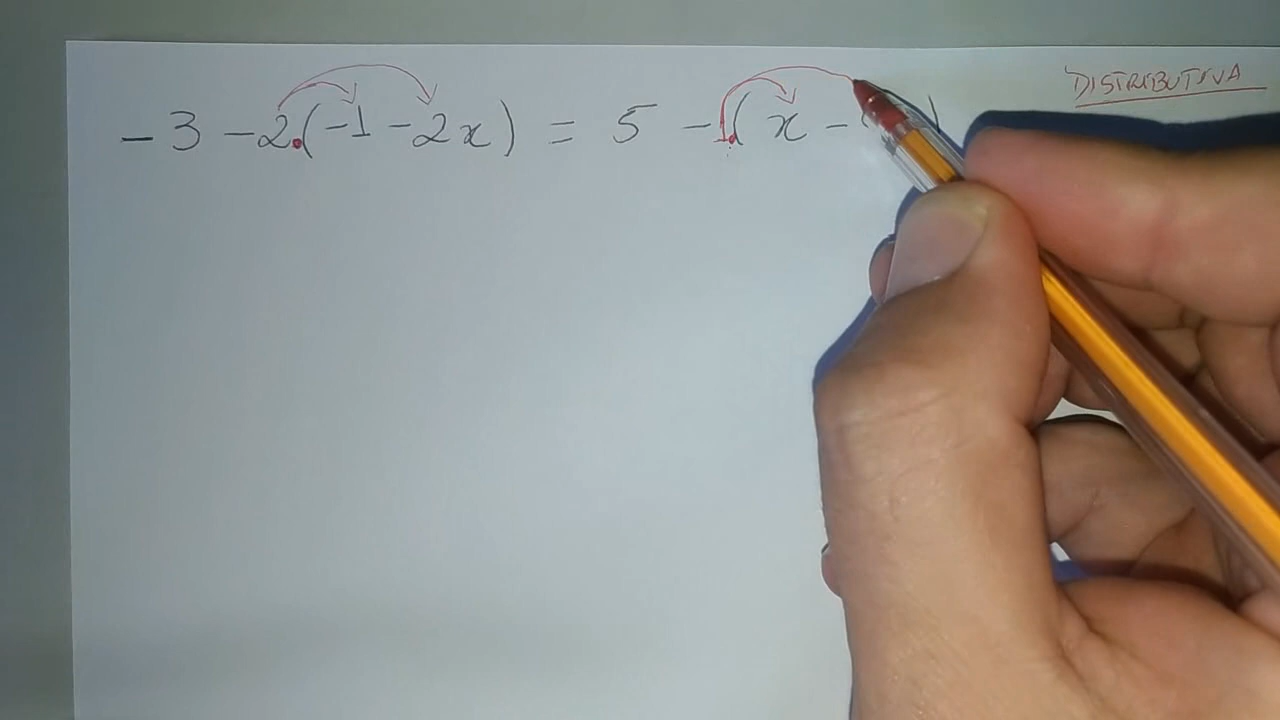 DISTRIBUTIVA
- 3 - 2.(-1 - 2x) = 5 - 1.(x -